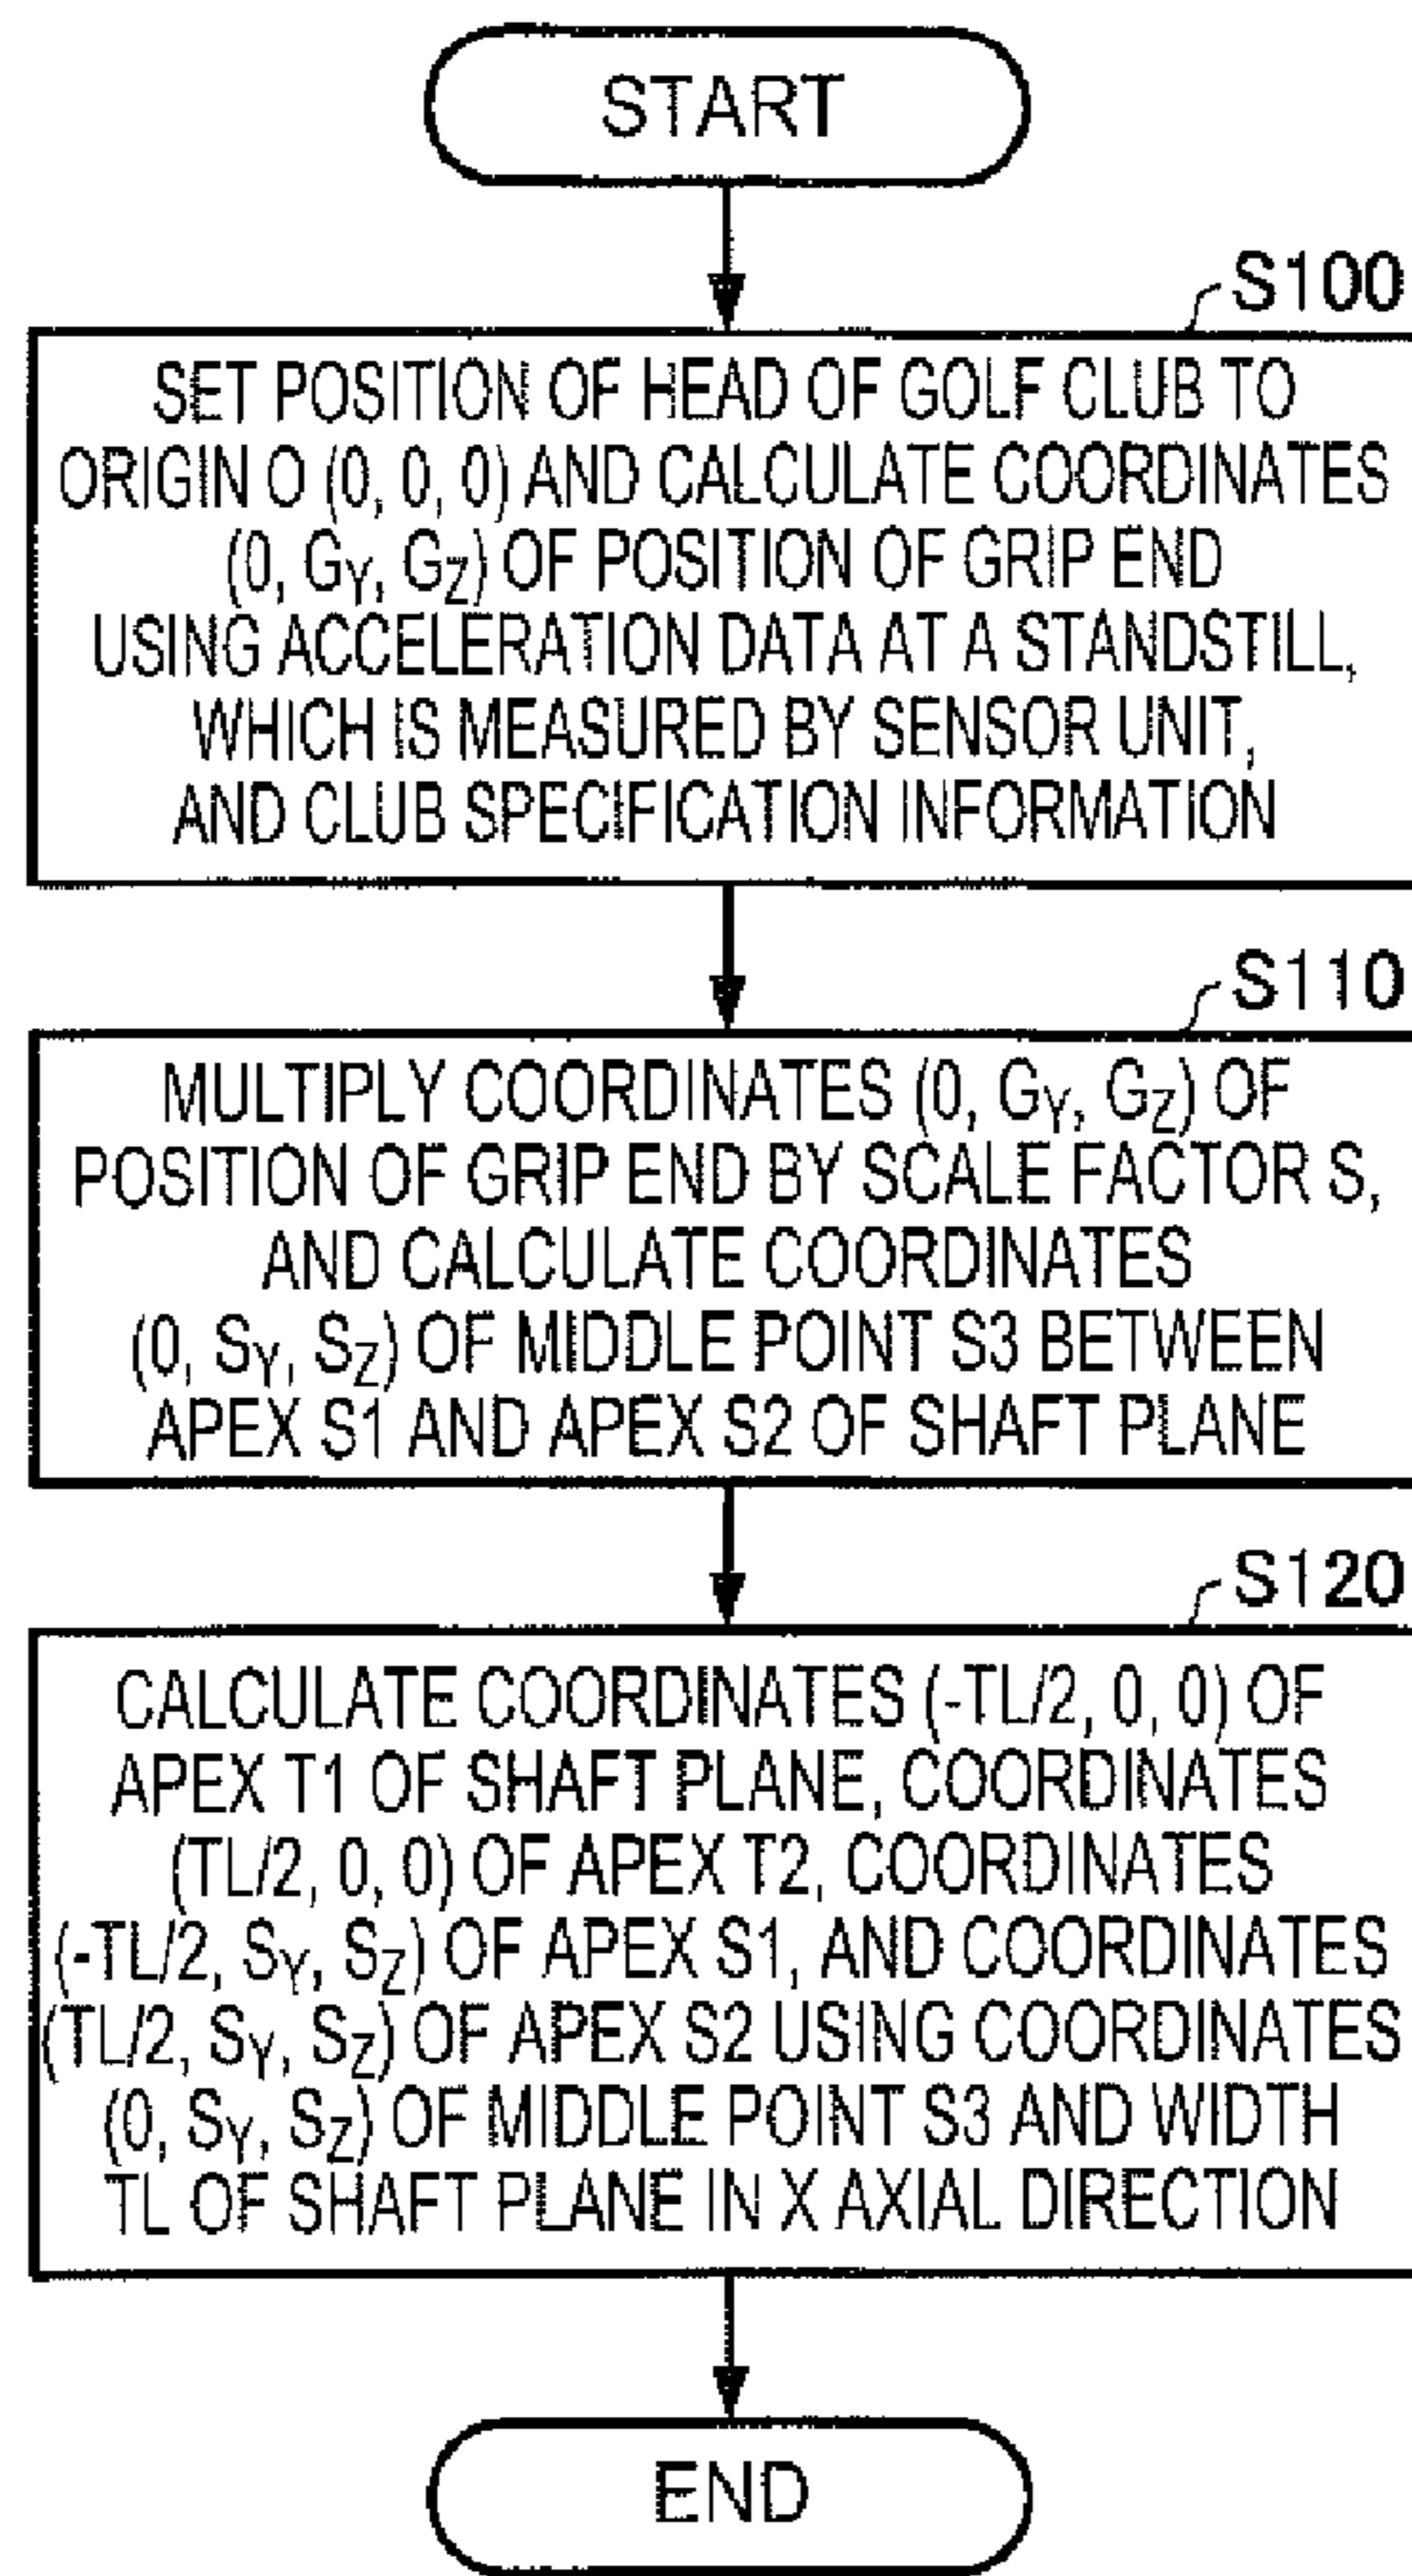 START
S100
SET POSITION OF HEAD OF GOLF CLUB TO
ORIGIN O (0, 0, 0) AND CALCULATE COORDINATES
(0, GY, GZ) OF POSITION OF GRIP END
USING ACCELERATION DATA AT A STANDSTILL,
WHICH IS MEASURED BY SENSOR UNIT,
AND CLUB SPECIFICATION INFORMATION
S110
MULTIPLY COORDINATES (0, GY, GZ) OF
POSITION OF GRIP END BY SCALE FACTOR S,
AND CALCULATE COORDINATES
(0, SY, SZ) OF MIDDLE POINT S3 BETWEEN
APEX S1 AND APEX S2 OF SHAFT PLANE
S120
CALCULATE COORDINATES (-TL/2, 0, 0) OF
APEX T1 OF SHAFT PLANE, COORDINATES
(TL/2, 0, 0) OF APEX T2, COORDINATES
(-TL/2, SY, SZ) OF APEX S1, AND COORDINATES
(TL/2, SY, SZ) OF APEX S2 USING COORDINATES
(0, SY, SZ) OF MIDDLE POINT S3 AND WIDTH
TL OF SHAFT PLANE IN X AXIAL DIRECTION
END